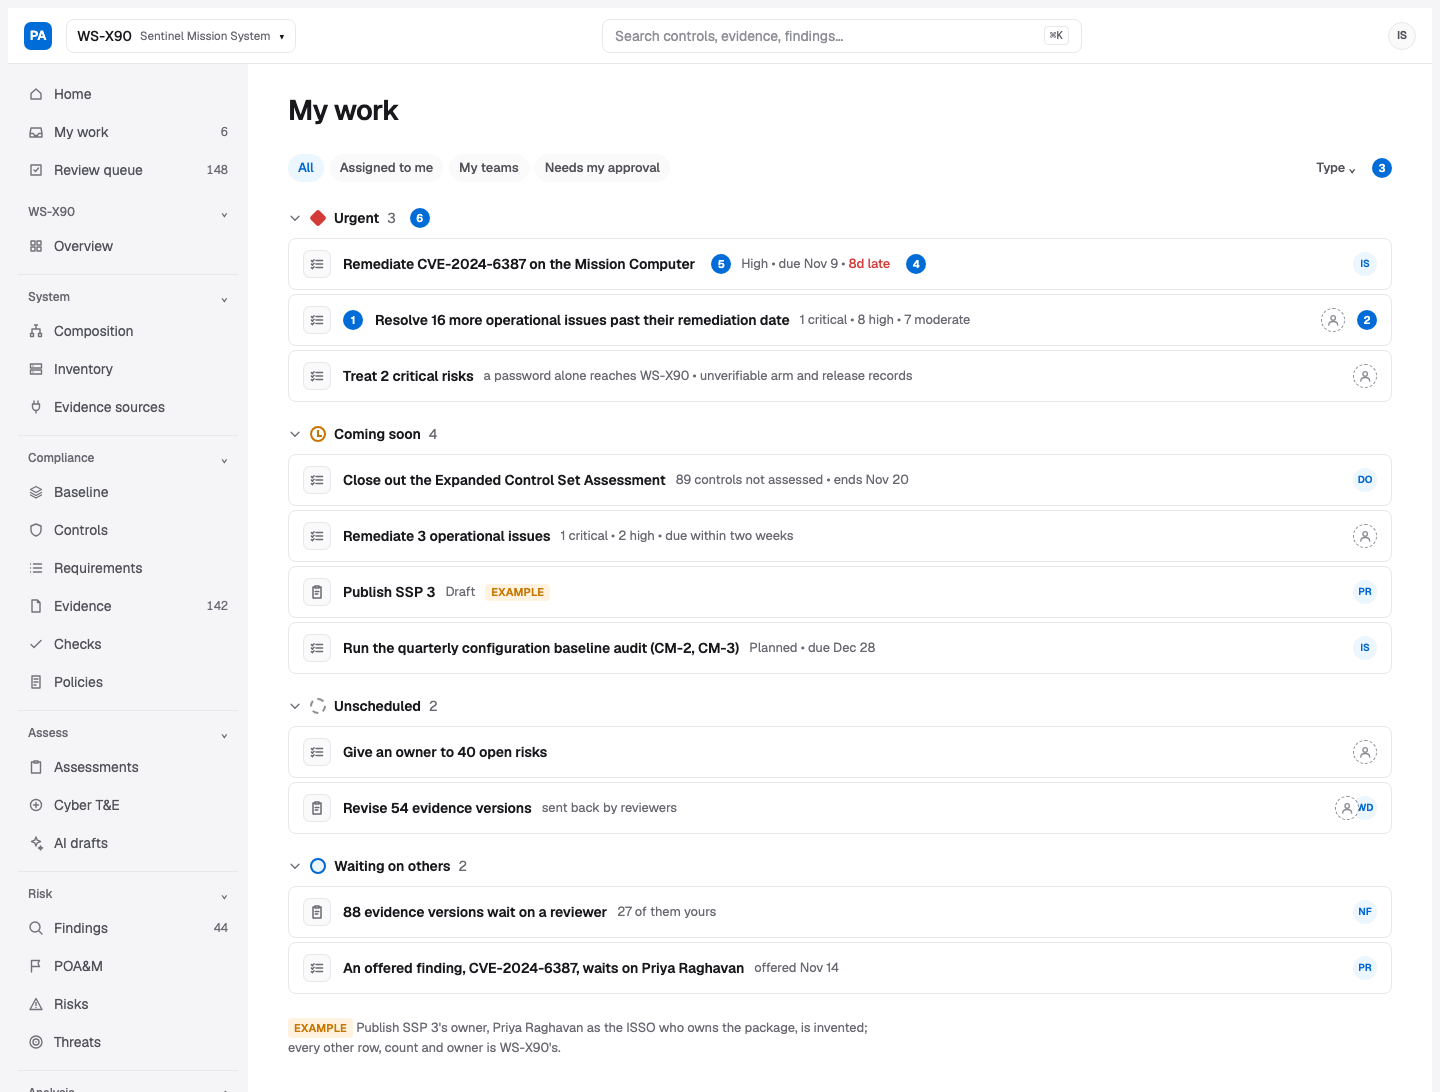 PA
WS-X90 Sentinel Mission System
Search controls, evidence, findings...
⌘K
IS
Home
My work 6
Review queue 148
WS-X90
Overview
System
Composition
Inventory
Evidence sources
Compliance
Baseline
Controls
Requirements
Evidence 142
Checks
Policies
Assess
Assessments
Cyber T&E
AI drafts
Risk
Findings 44
POA&M
Risks
Threats
Analysis
My work
All Assigned to me My teams Needs my approval Type 3
Urgent 3 6
Remediate CVE-2024-6387 on the Mission Computer 5 High • due Nov 9 • 8d late 4 IS
1 Resolve 16 more operational issues past their remediation date 1 critical • 8 high • 7 moderate 2
Treat 2 critical risks a password alone reaches WS-X90 • unverifiable arm and release records
Coming soon 4
Close out the Expanded Control Set Assessment 89 controls not assessed • ends Nov 20 DO
Remediate 3 operational issues 1 critical • 2 high • due within two weeks
Publish SSP 3 Draft EXAMPLE PR
Run the quarterly configuration baseline audit (CM-2, CM-3) Planned • due Dec 28 IS
Unscheduled 2
Give an owner to 40 open risks
Revise 54 evidence versions sent back by reviewers WD
Waiting on others 2
88 evidence versions wait on a reviewer 27 of them yours NF
An offered finding, CVE-2024-6387, waits on Priya Raghavan offered Nov 14 PR
EXAMPLE Publish SSP 3's owner, Priya Raghavan as the ISSO who owns the package, is invented;
every other row, count and owner is WS-X90's.